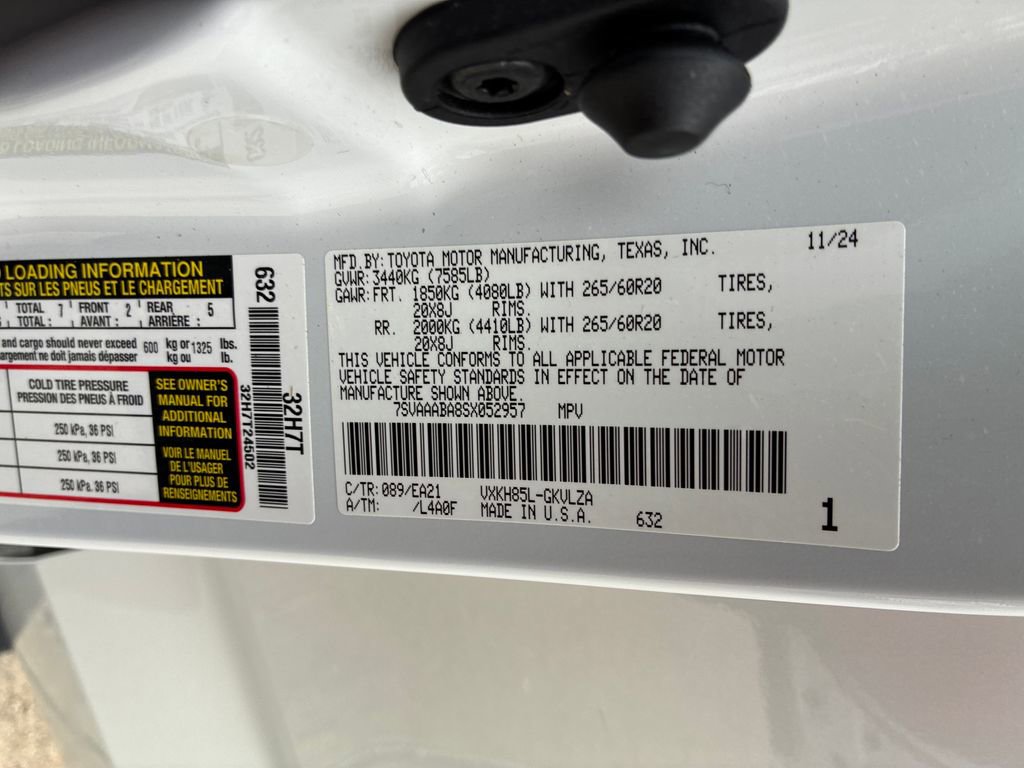 LOADING INFORMATION
TS SUR LES PNEUS ET LE CHARGEMENT
TOTAL 7 FRONT 2 REAR 5
TOTAL : AVANT : ARRIÈRE :
and cargo should never exceed 600 kg or 1325 lbs.
argement ne doit jamais dépasser kg ou lb.
COLD TIRE PRESSURE
PRESSION DES PNEUS À FROID
250 kPa, 36 PSI
250 kPa, 36 PSI
250 kPa, 36 PSI
SEE OWNER'S
MANUAL FOR
ADDITIONAL
INFORMATION
VOIR LE MANUEL
DE L'USAGER
POUR PLUS DE
RENSEIGNEMENTS
632
32H7T24502
32H7T
MFD.BY:TOYOTA MOTOR MANUFACTURING, TEXAS, INC. 11/24
GVWR:3440KG (7585LB)
GAWR:FRT. 1850KG (4080LB) WITH 265/60R20 TIRES,
20X8J RIMS.
RR. 2000KG (4410LB) WITH 265/60R20 TIRES,
20X8J RIMS.
THIS VEHICLE CONFORMS TO ALL APPLICABLE FEDERAL MOTOR
VEHICLE SAFETY STANDARDS IN EFFECT ON THE DATE OF
MANUFACTURE SHOWN ABOVE.
7SVAAABA8SX052957 MPV
C/TR:089/EA21 VXKH85L-GKVLZA
A/TM: /L4A0F MADE IN U.S.A. 632 1